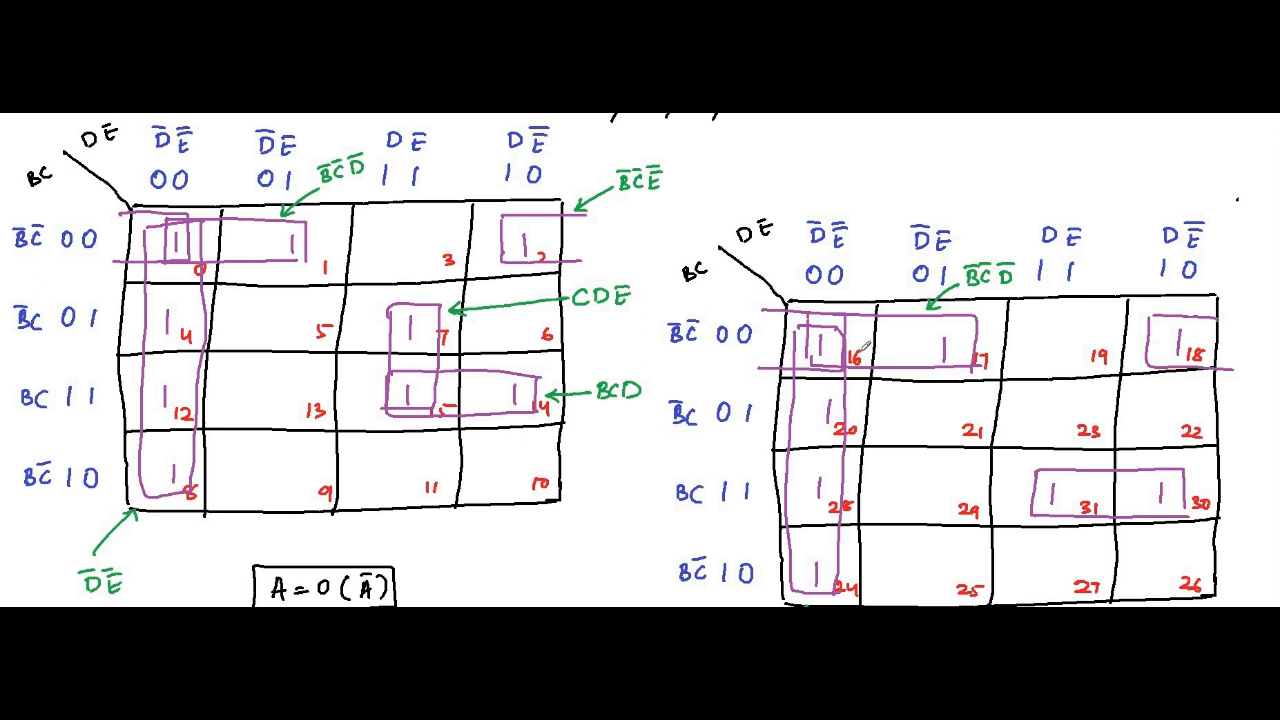 DE D̅E̅ D̅E DE DE̅
BC 00 01 B̅C̅D̅ 11 10 B̅C̅E̅
B̅C̅ 00 1 0 1 1 3 1 2
B̅C 01 1 4 5 1 7 6 CDE
BC 11 1 12 13 1 15 1 14 BCD
BC̅ 10 1 8 9 11 10
D̅E̅
A = 0 (A̅)
DE D̅E̅ D̅E DE DE̅
BC 00 01 B̅C̅D̅ 11 10
B̅C̅ 00 1 16 1 17 19 1 18
B̅C 01 1 20 21 23 22
BC 11 1 28 29 1 31 1 30
BC̅ 10 1 24 25 27 26